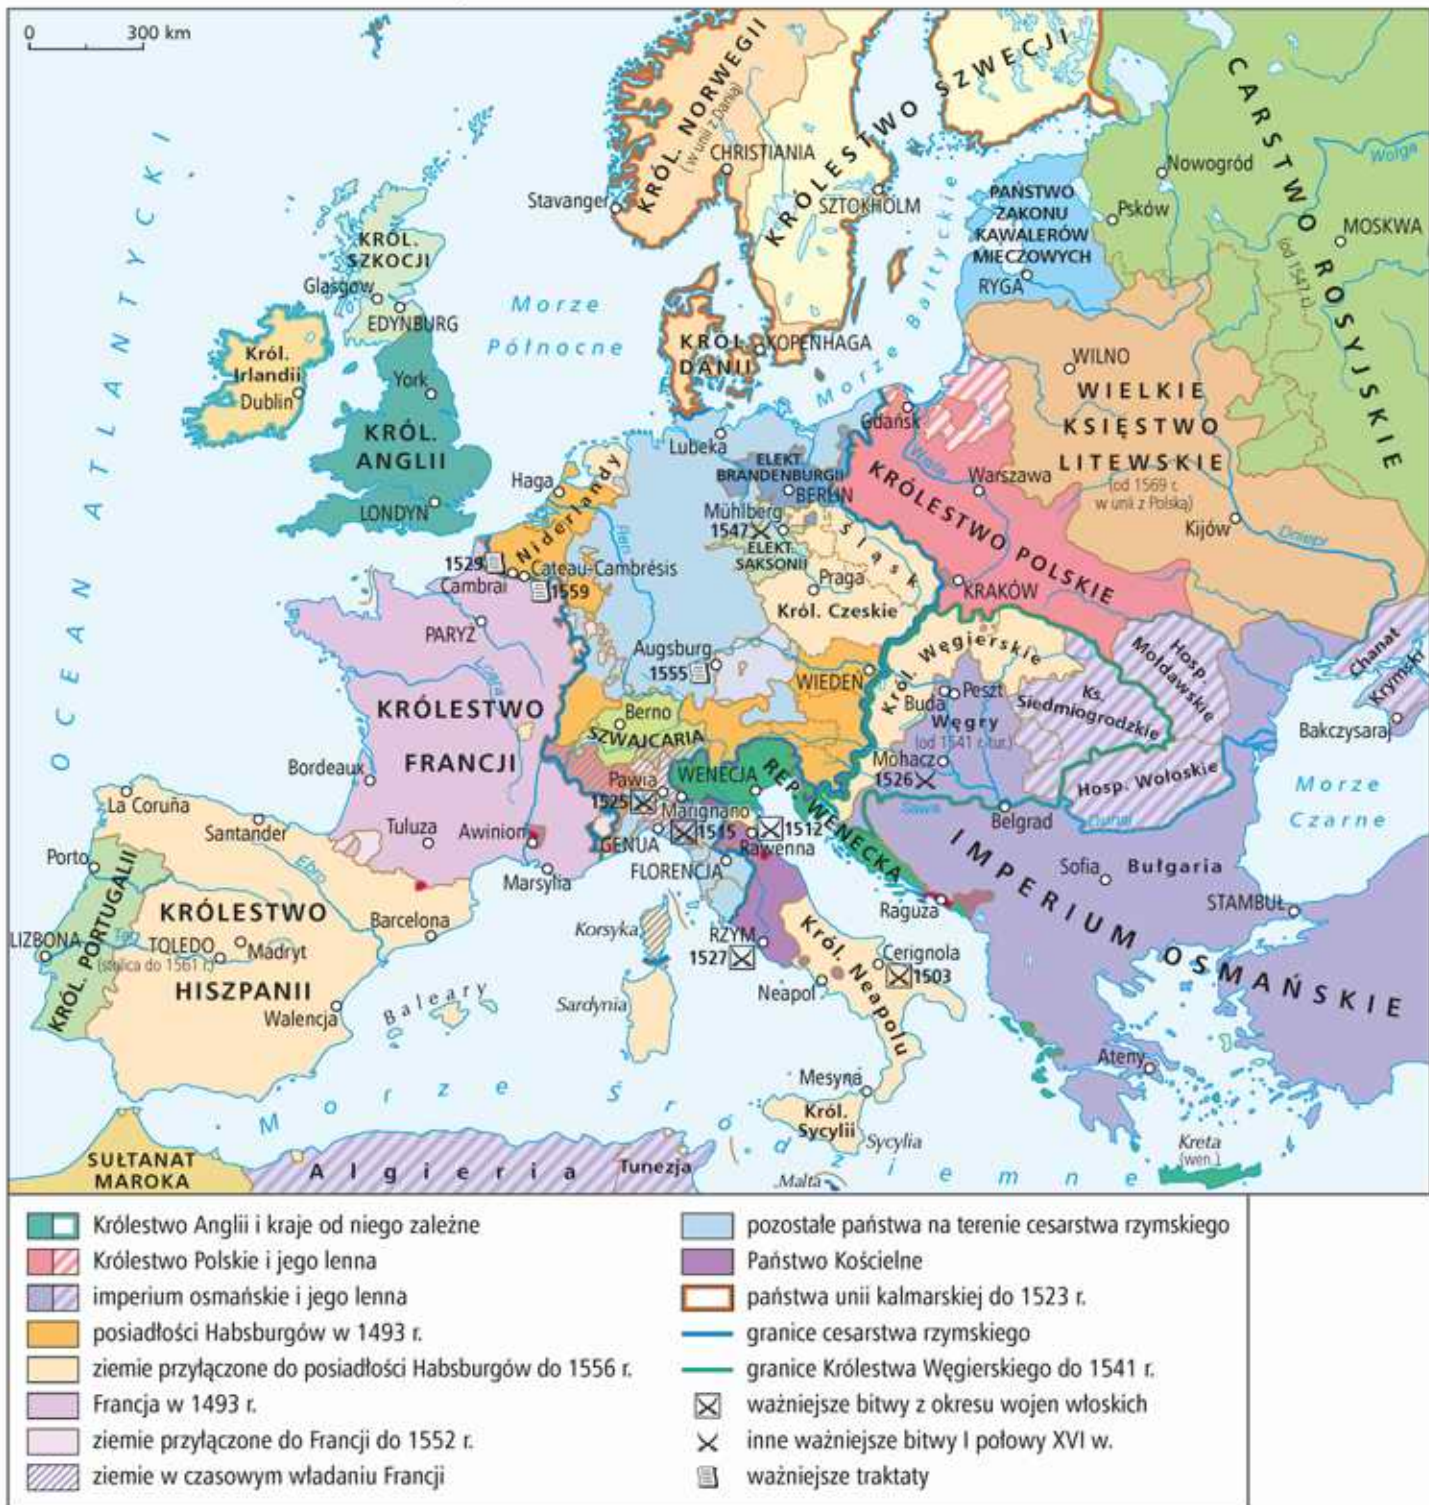 0 300 km
OCEAN ATLANTYCKI
KRÓL. NORWEGII
(w unii z Danią)
KRÓLESTWO SZWECJI
CARSTWO ROSYJSKIE
(od 1547 r.)
Wołga
Nowogród
Psków
MOSKWA
CHRISTIANIA
Stavanger
SZTOKHOLM
PAŃSTWO
ZAKONU
KAWALERÓW
MIECZOWYCH
RYGA
KRÓL.
SZKOCJI
Glasgow
EDYNBURG
Morze
Północne
Morze Bałtyckie
KRÓL.
DANII
KOPENHAGA
Król.
Irlandii
Dublin
York
KRÓL.
ANGLII
LONDYN
WILNO
WIELKIE
KSIĘSTWO
LITEWSKIE
(od 1569 r.
w unii z Polską)
Kijów
Dniepr
Gdańsk
Wisła
Warszawa
KRÓLESTWO POLSKIE
KRAKÓW
Lubeka
ELEKT.
BRANDENBURGII
BERLIN
Mühlberg
1547
ELEKT.
SAKSONII
Śląsk
Praga
Król. Czeskie
Haga
Niderlandy
Ren
1529
Cambrai
Cateau-Cambrésis
1559
PARYŻ
Loara
KRÓLESTWO
FRANCJI
Bordeaux
Tuluza
Awinion
Marsylia
Augsburg
1555
WIEDEŃ
Berno
SZWAJCARIA
Król. Węgierskie
Buda
Peszt
Węgry
(od 1541 r. tur.)
Mohacz
1526
Ks.
Siedmiogrodzkie
Hosp.
Mołdawskie
Hosp. Wołoskie
Chanat
Krymski
Bakczysaraj
Morze
Czarne
Pawia
1525
WENECJA
REP. WENECKA
Marignano
1515
GENUA
1512
Rawenna
FLORENCJA
Sawa
Belgrad
Dunaj
IMPERIUM OSMAŃSKIE
Sofia
Bułgaria
STAMBUŁ
Raguza
La Coruña
Santander
Porto
Ebro
KRÓL. PORTUGALII
LIZBONA
Tag
KRÓLESTWO
HISZPANII
TOLEDO
(stolica do 1561 r.)
Madryt
Barcelona
Walencja
Baleary
Korsyka
Sardynia
RZYM
1527
Król. Neapolu
Neapol
Cerignola
1503
Mesyna
Król.
Sycylii
Sycylia
Malta
Ateny
Kreta
(wen.)
Morze Śródziemne
SUŁTANAT
MAROKA
Algieria
Tunezja
Królestwo Anglii i kraje od niego zależne
Królestwo Polskie i jego lenna
imperium osmańskie i jego lenna
posiadłości Habsburgów w 1493 r.
ziemie przyłączone do posiadłości Habsburgów do 1556 r.
Francja w 1493 r.
ziemie przyłączone do Francji do 1552 r.
ziemie w czasowym władaniu Francji
pozostałe państwa na terenie cesarstwa rzymskiego
Państwo Kościelne
państwa unii kalmarskiej do 1523 r.
granice cesarstwa rzymskiego
granice Królestwa Węgierskiego do 1541 r.
ważniejsze bitwy z okresu wojen włoskich
inne ważniejsze bitwy I połowy XVI w.
ważniejsze traktaty